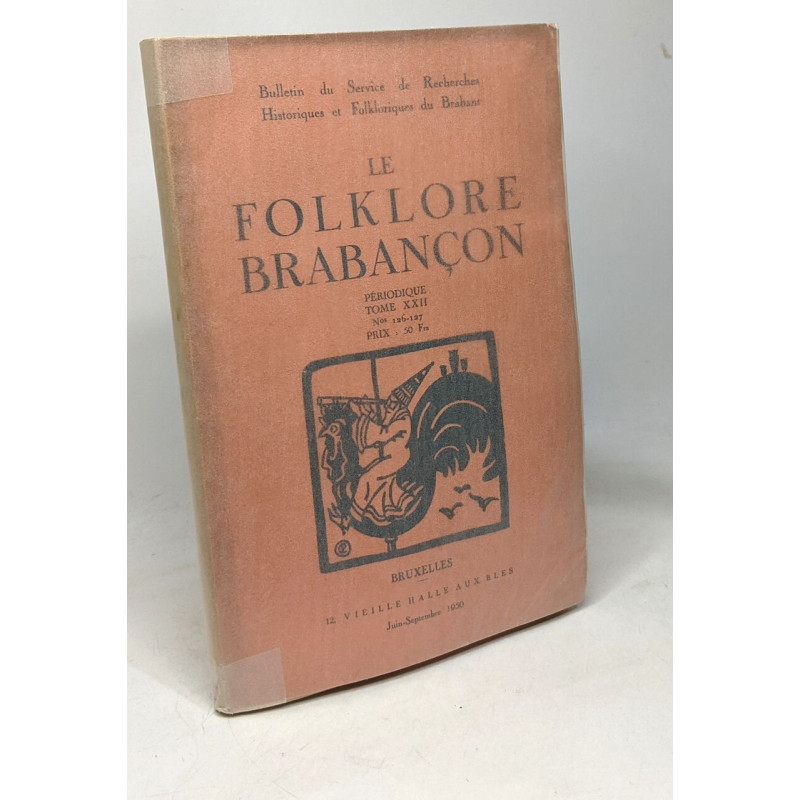 Bulletin du Service de Recherches
Historiques et Folkloriques du Brabant
LE
FOLKLORE
BRABANÇON
PÉRIODIQUE
TOME XXII
Nos 126-127
PRIX : 50 Frs
BRUXELLES
12, VIEILLE HALLE AUX BLES
Juin-Septembre 1950